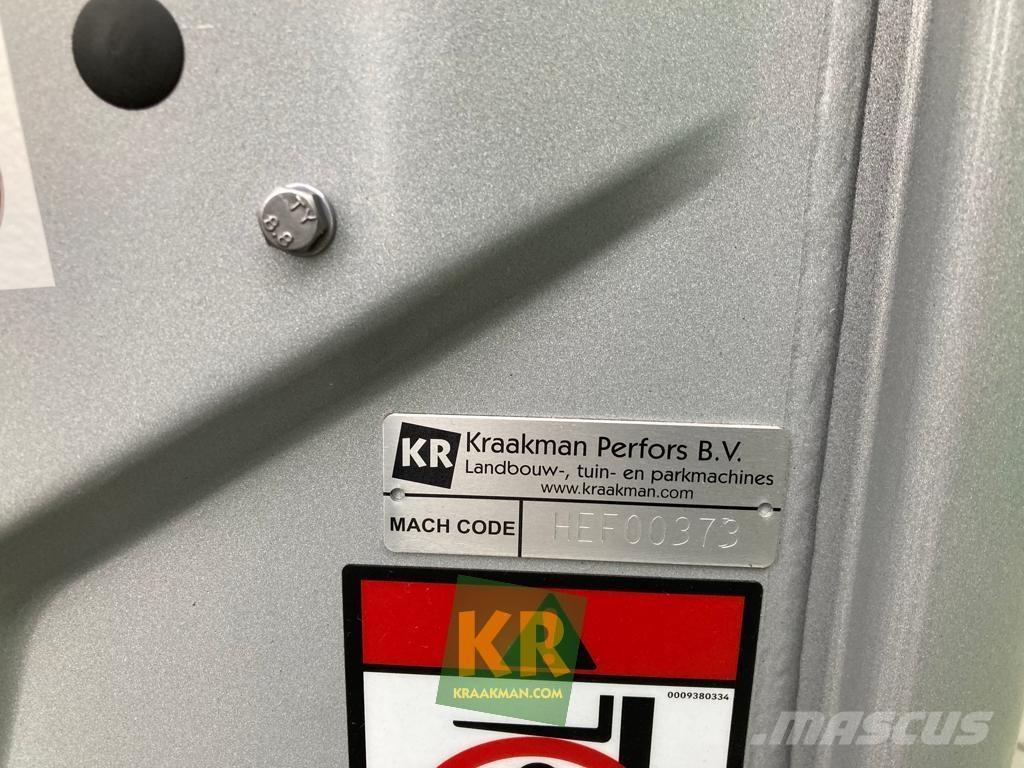 TY
8.8
KR
Kraakman Perfors B.V.
Landbouw-, tuin- en parkmachines
www.kraakman.com
MACH CODE
HEF00373
KR
KRAAKMAN.COM
0009380334
MASCUS